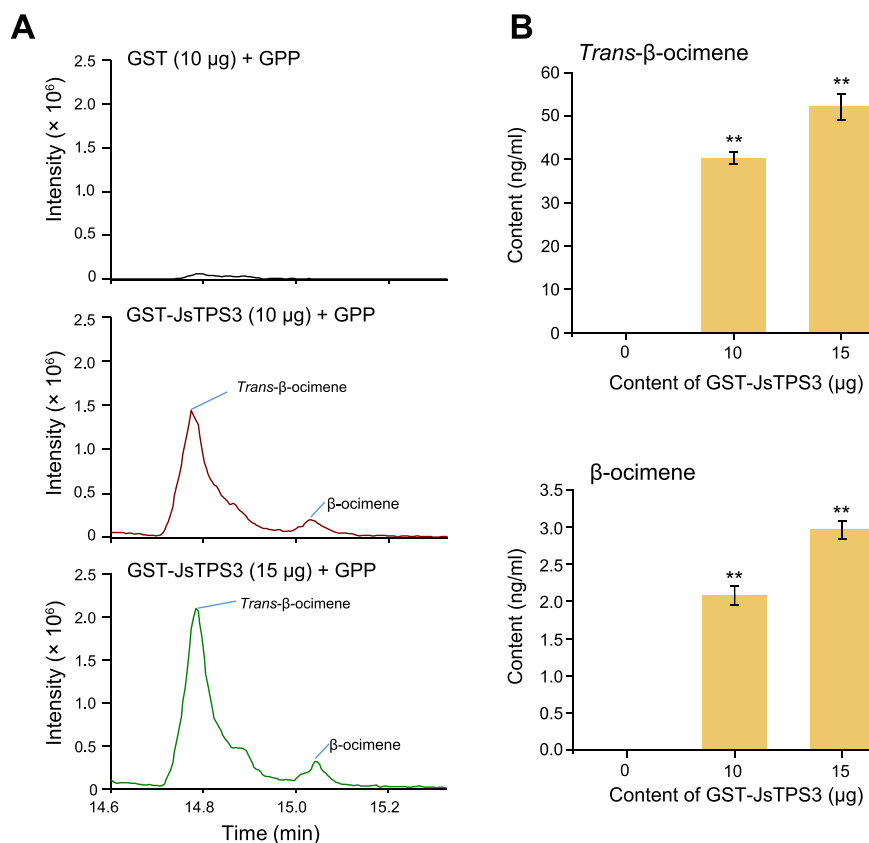 A
GST (10 µg) + GPP
Intensity (× 10⁶)
2.5
2.0
1.5
1.0
0.5
0
GST-JsTPS3 (10 µg) + GPP
Intensity (× 10⁶)
2.5
2.0
1.5
1.0
0.5
0
Trans-β-ocimene
β-ocimene
GST-JsTPS3 (15 µg) + GPP
Intensity (× 10⁶)
2.5
2.0
1.5
1.0
0.5
0
Trans-β-ocimene
β-ocimene
14.6 14.8 15.0 15.2
Time (min)
B
Trans-β-ocimene
Content (ng/ml)
60
50
40
30
20
10
0
**
**
0 10 15
Content of GST-JsTPS3 (µg)
β-ocimene
Content (ng/ml)
3.5
3.0
2.5
2.0
1.5
1.0
0.5
0.0
**
**
0 10 15
Content of GST-JsTPS3 (µg)